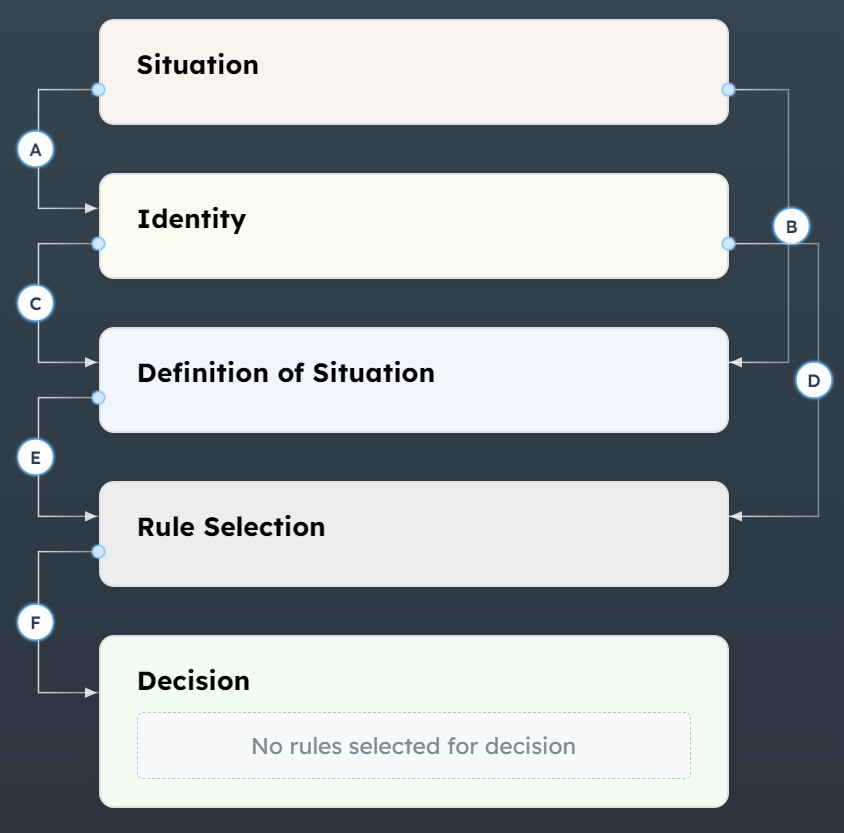 Situation
A
Identity
B
C
Definition of Situation
D
E
Rule Selection
F
Decision
No rules selected for decision